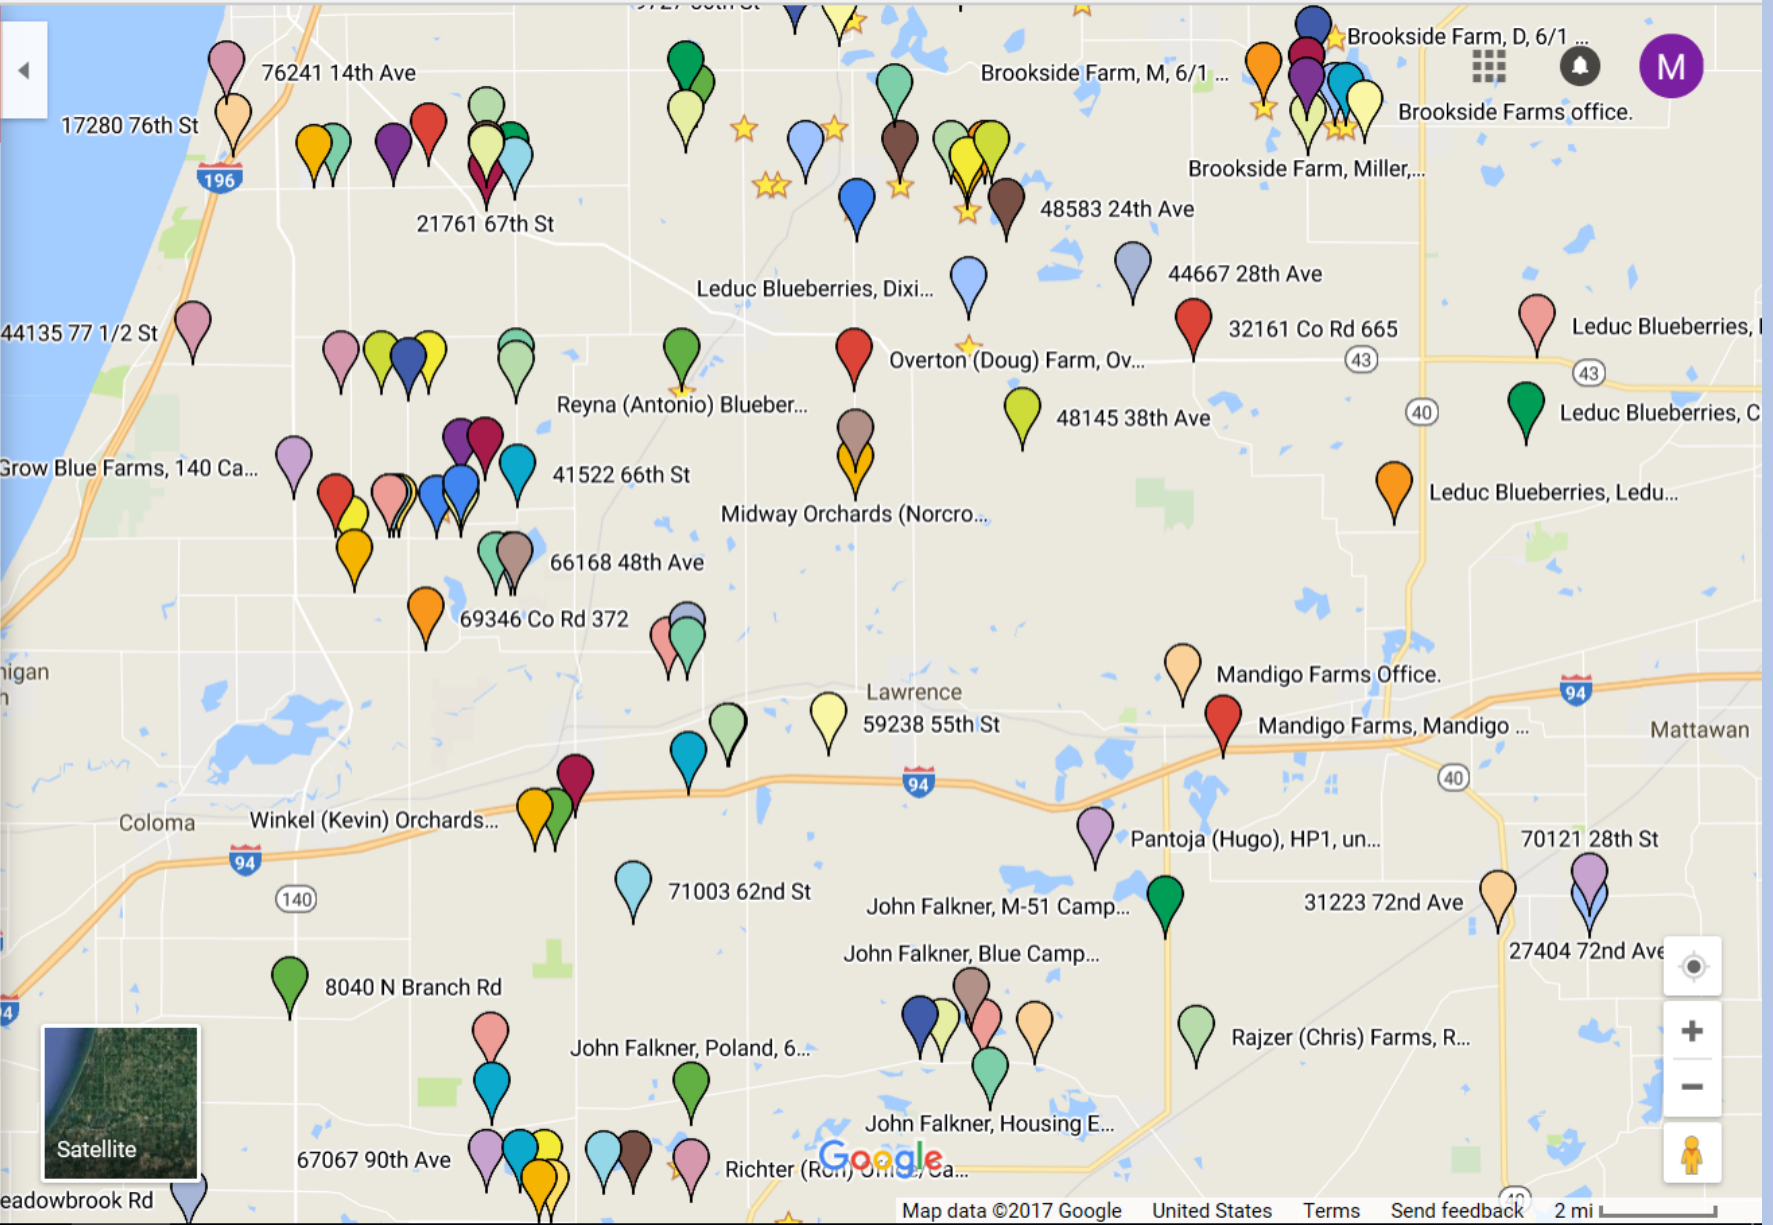 Brookside Farm, D, 6/1 ...
76241 14th Ave
Brookside Farm, M, 6/1 ...
M
17280 76th St
Brookside Farms office.
196
Brookside Farm, Miller,...
21761 67th St
48583 24th Ave
44667 28th Ave
Leduc Blueberries, Dixi...
44135 77 1/2 St
32161 Co Rd 665
Leduc Blueberries,
Overton (Doug) Farm, Ov...
43
43
Reyna (Antonio) Blueber...
48145 38th Ave
40
Leduc Blueberries, C
Grow Blue Farms, 140 Ca...
41522 66th St
Leduc Blueberries, Ledu...
Midway Orchards (Norcro...
66168 48th Ave
69346 Co Rd 372
higan
Mandigo Farms Office.
Lawrence
94
59238 55th St
Mandigo Farms, Mandigo ...
Mattawan
94
40
Coloma
Winkel (Kevin) Orchards...
Pantoja (Hugo), HP1, un...
70121 28th St
94
71003 62nd St
140
John Falkner, M-51 Camp...
31223 72nd Ave
John Falkner, Blue Camp...
27404 72nd Ave
8040 N Branch Rd
94
Rajzer (Chris) Farms, R...
John Falkner, Poland, 6...
John Falkner, Housing E...
Satellite
67067 90th Ave
Richter (Ron) Office/Ca...
Google
eadowbrook Rd
40
Map data ©2017 Google United States Terms Send feedback 2 mi